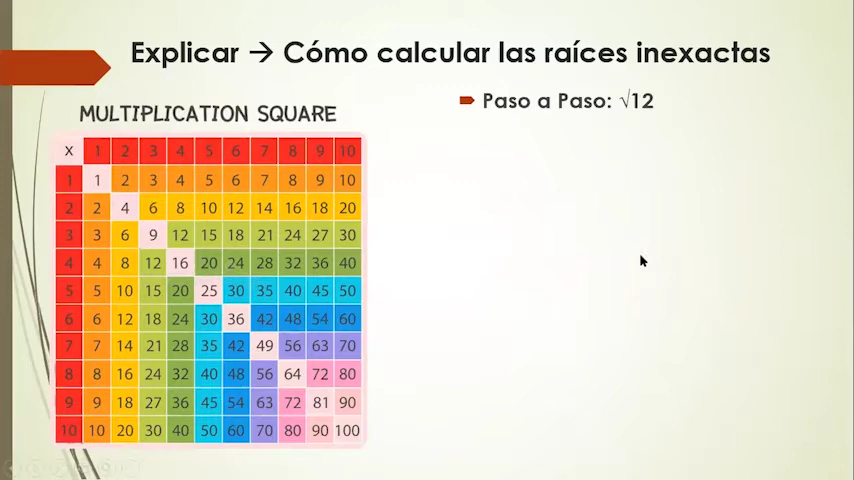 Explicar → Cómo calcular las raíces inexactas
MULTIPLICATION SQUARE
X 1 2 3 4 5 6 7 8 9 10
1 1 2 3 4 5 6 7 8 9 10
2 2 4 6 8 10 12 14 16 18 20
3 3 6 9 12 15 18 21 24 27 30
4 4 8 12 16 20 24 28 32 36 40
5 5 10 15 20 25 30 35 40 45 50
6 6 12 18 24 30 36 42 48 54 60
7 7 14 21 28 35 42 49 56 63 70
8 8 16 24 32 40 48 56 64 72 80
9 9 18 27 36 45 54 63 72 81 90
10 10 20 30 40 50 60 70 80 90 100
Paso a Paso: √12